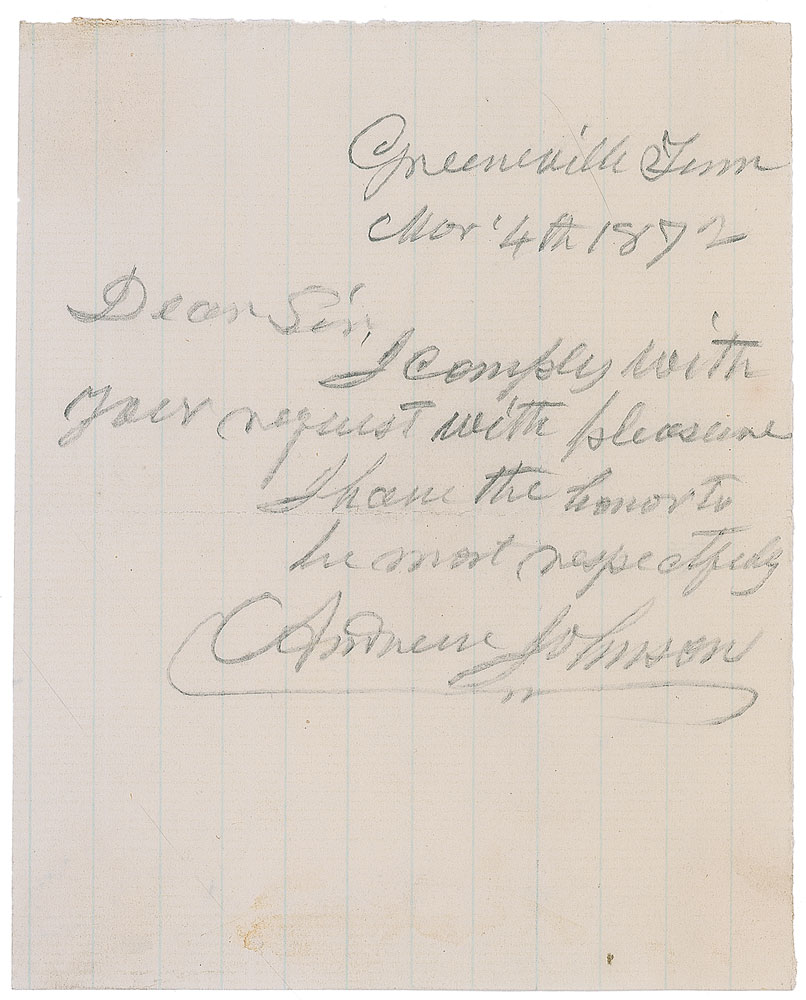 Greeneville Tenn
Mar' 4th 1872
Dear Sir,
I comply with
your request with pleasure
I have the honor to
be most respectfuly
Andrew Johnson